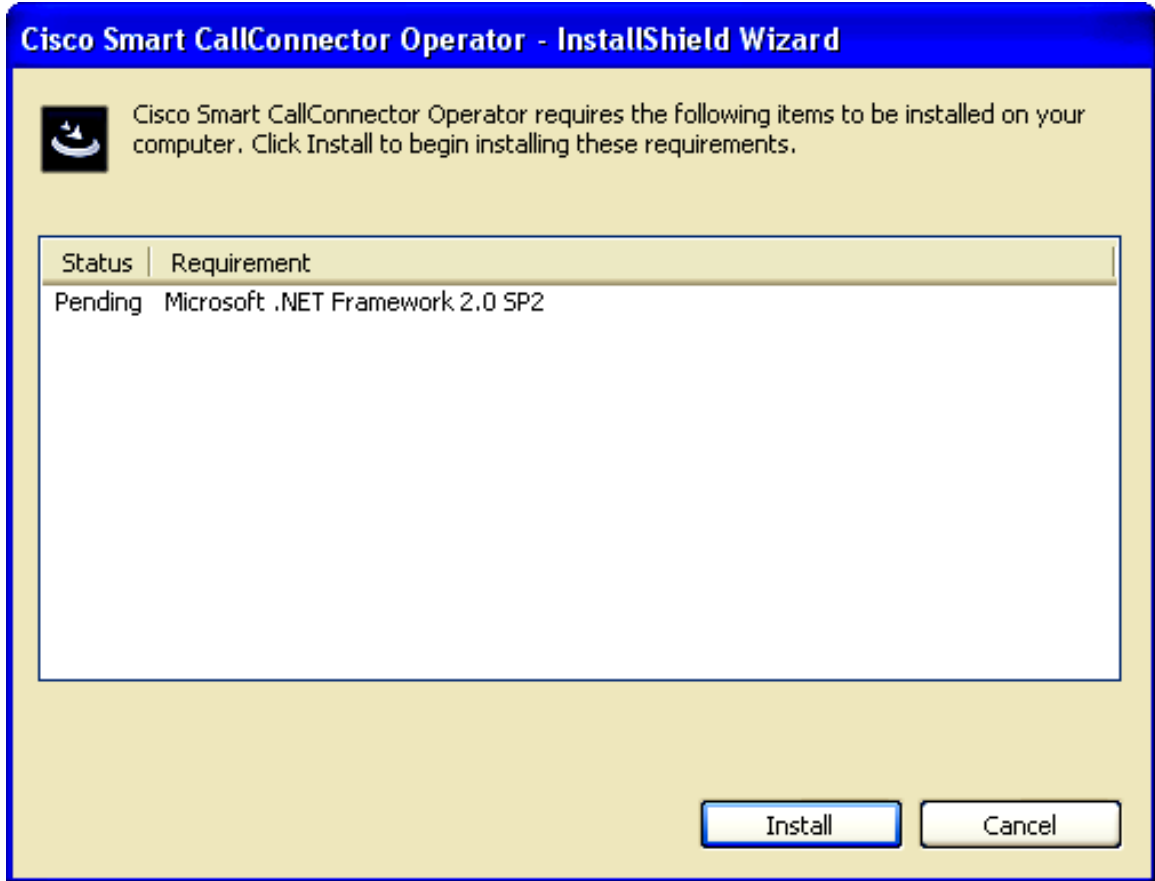 Cisco Smart CallConnector Operator - InstallShield Wizard
Cisco Smart CallConnector Operator requires the following items to be installed on your
computer. Click Install to begin installing these requirements.
Status Requirement
Pending Microsoft .NET Framework 2.0 SP2
Install Cancel